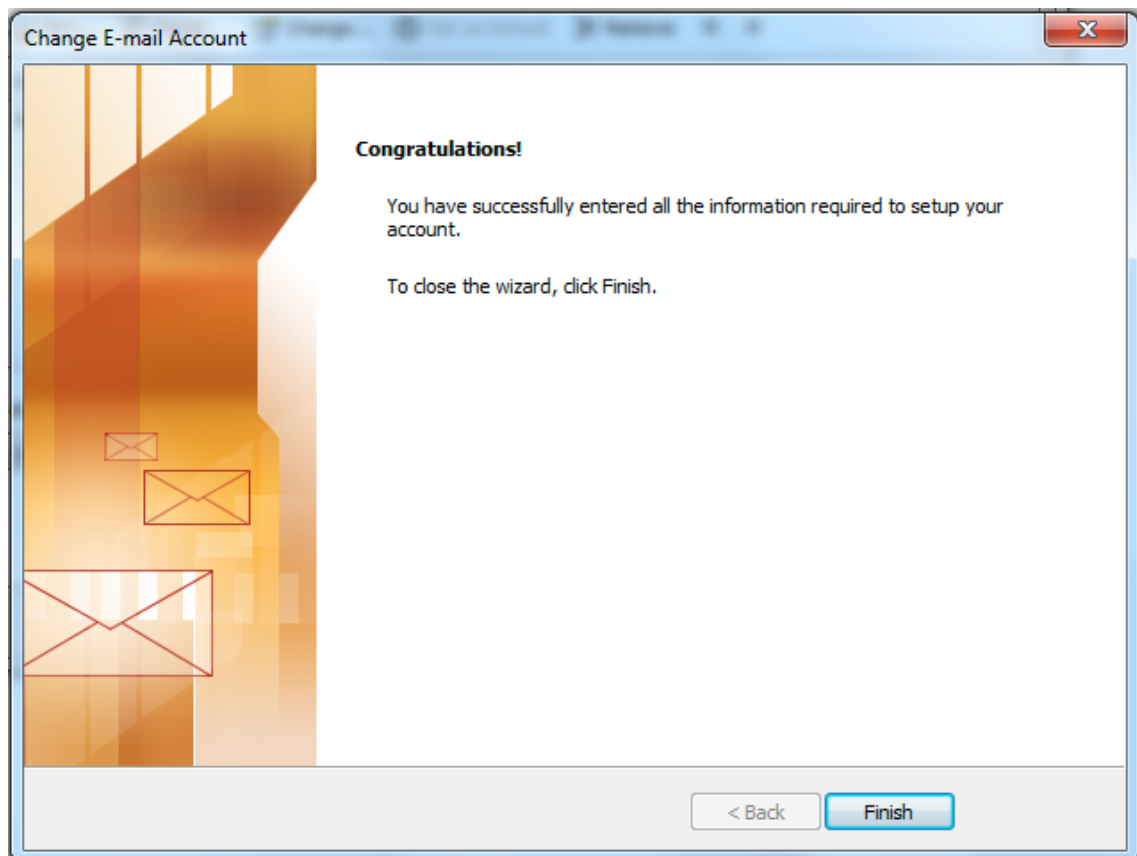 Change E-mail Account
Congratulations!
You have successfully entered all the information required to setup your
account.
To close the wizard, click Finish.
< Back
Finish